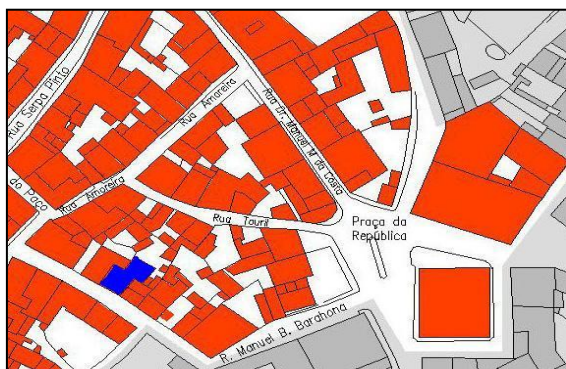 Rua Serpa Pinto
Rua Amoreira
Rua Dr. Manuel M da Costa
do Paço
Rua Amoreira
Rua Touril
Praça da
República
R. Manuel B. Barahona